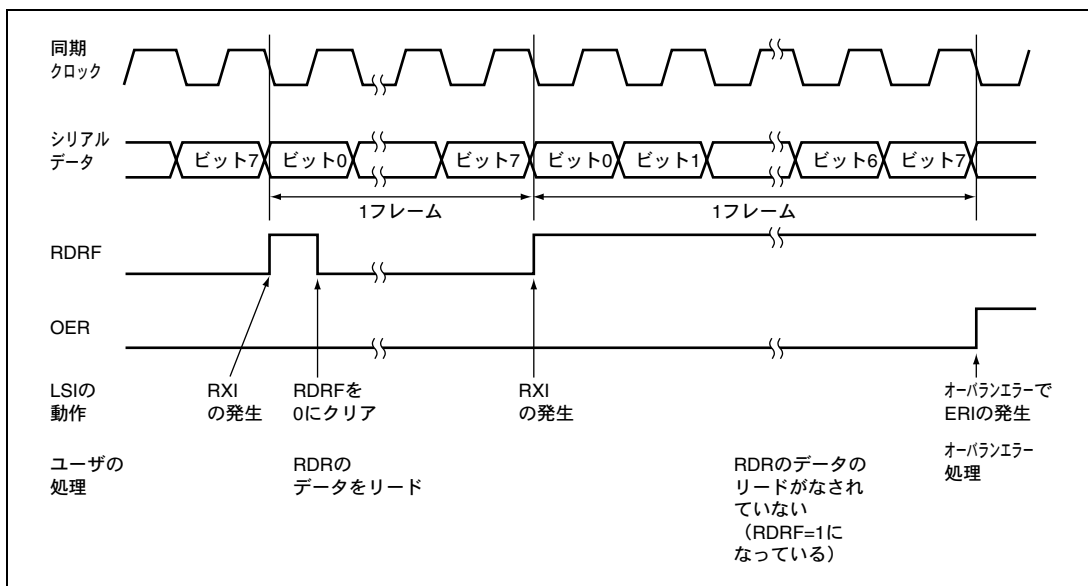 同期
クロック
シリアル
データ
ビット7 ビット0 ビット7 ビット0 ビット1 ビット6 ビット7
1フレーム 1フレーム
RDRF
OER
LSIの
動作
RXI
の発生
RDRFを
0にクリア
RXI
の発生
オーバランエラーで
ERIの発生
ユーザの
処理
RDRの
データをリード
RDRのデータの
リードがなされ
ていない
（RDRF=1に
なっている）
オーバランエラー
処理